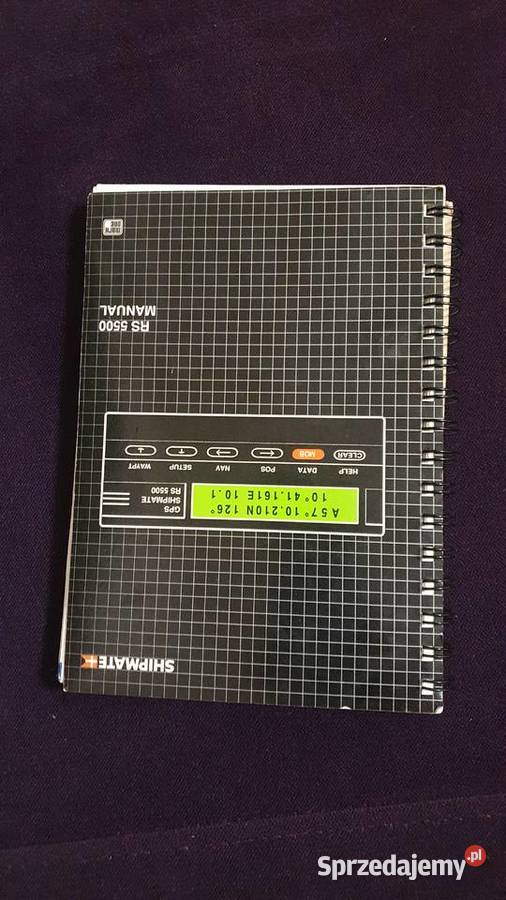 SHIPMATE
A 57° 10.210N 126°
10° 41.161E 10.1
GPS
SHIPMATE
RS 5500
HELP DATA POS NAV SETUP WAYPT
CLEAR MOB ← → ↑ ↓
RS 5500
MANUAL
Sprzedajemy.pl